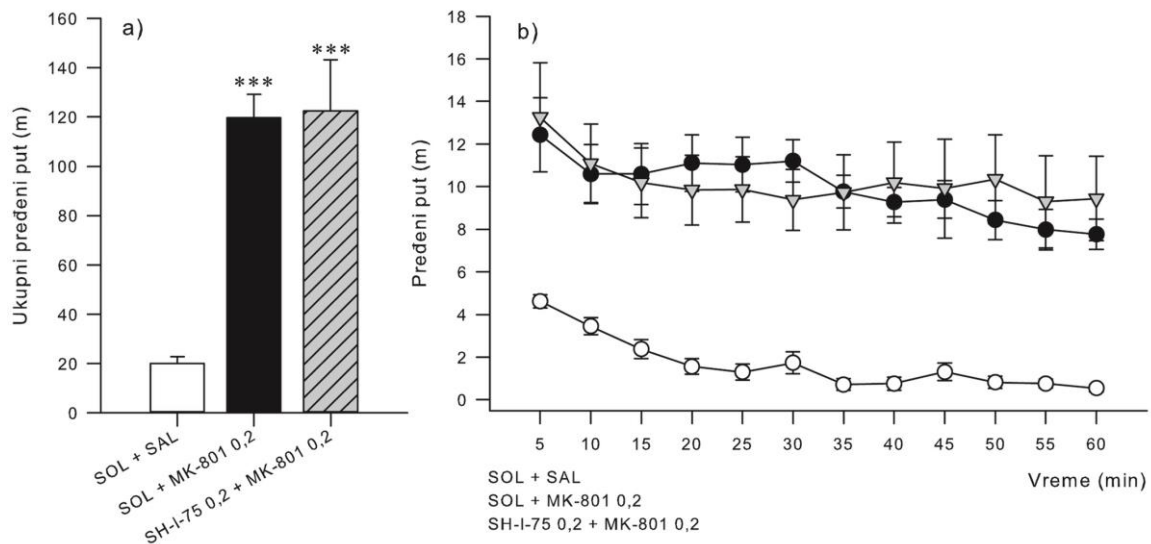 a)
Ukupni pređeni put (m)
160
140
120
100
80
60
40
20
0
***
***
SOL + SAL
SOL + MK-801 0,2
SH-I-75 0,2 + MK-801 0,2
b)
Pređeni put (m)
18
16
14
12
10
8
6
4
2
0
5 10 15 20 25 30 35 40 45 50 55 60
Vreme (min)
SOL + SAL
SOL + MK-801 0,2
SH-I-75 0,2 + MK-801 0,2